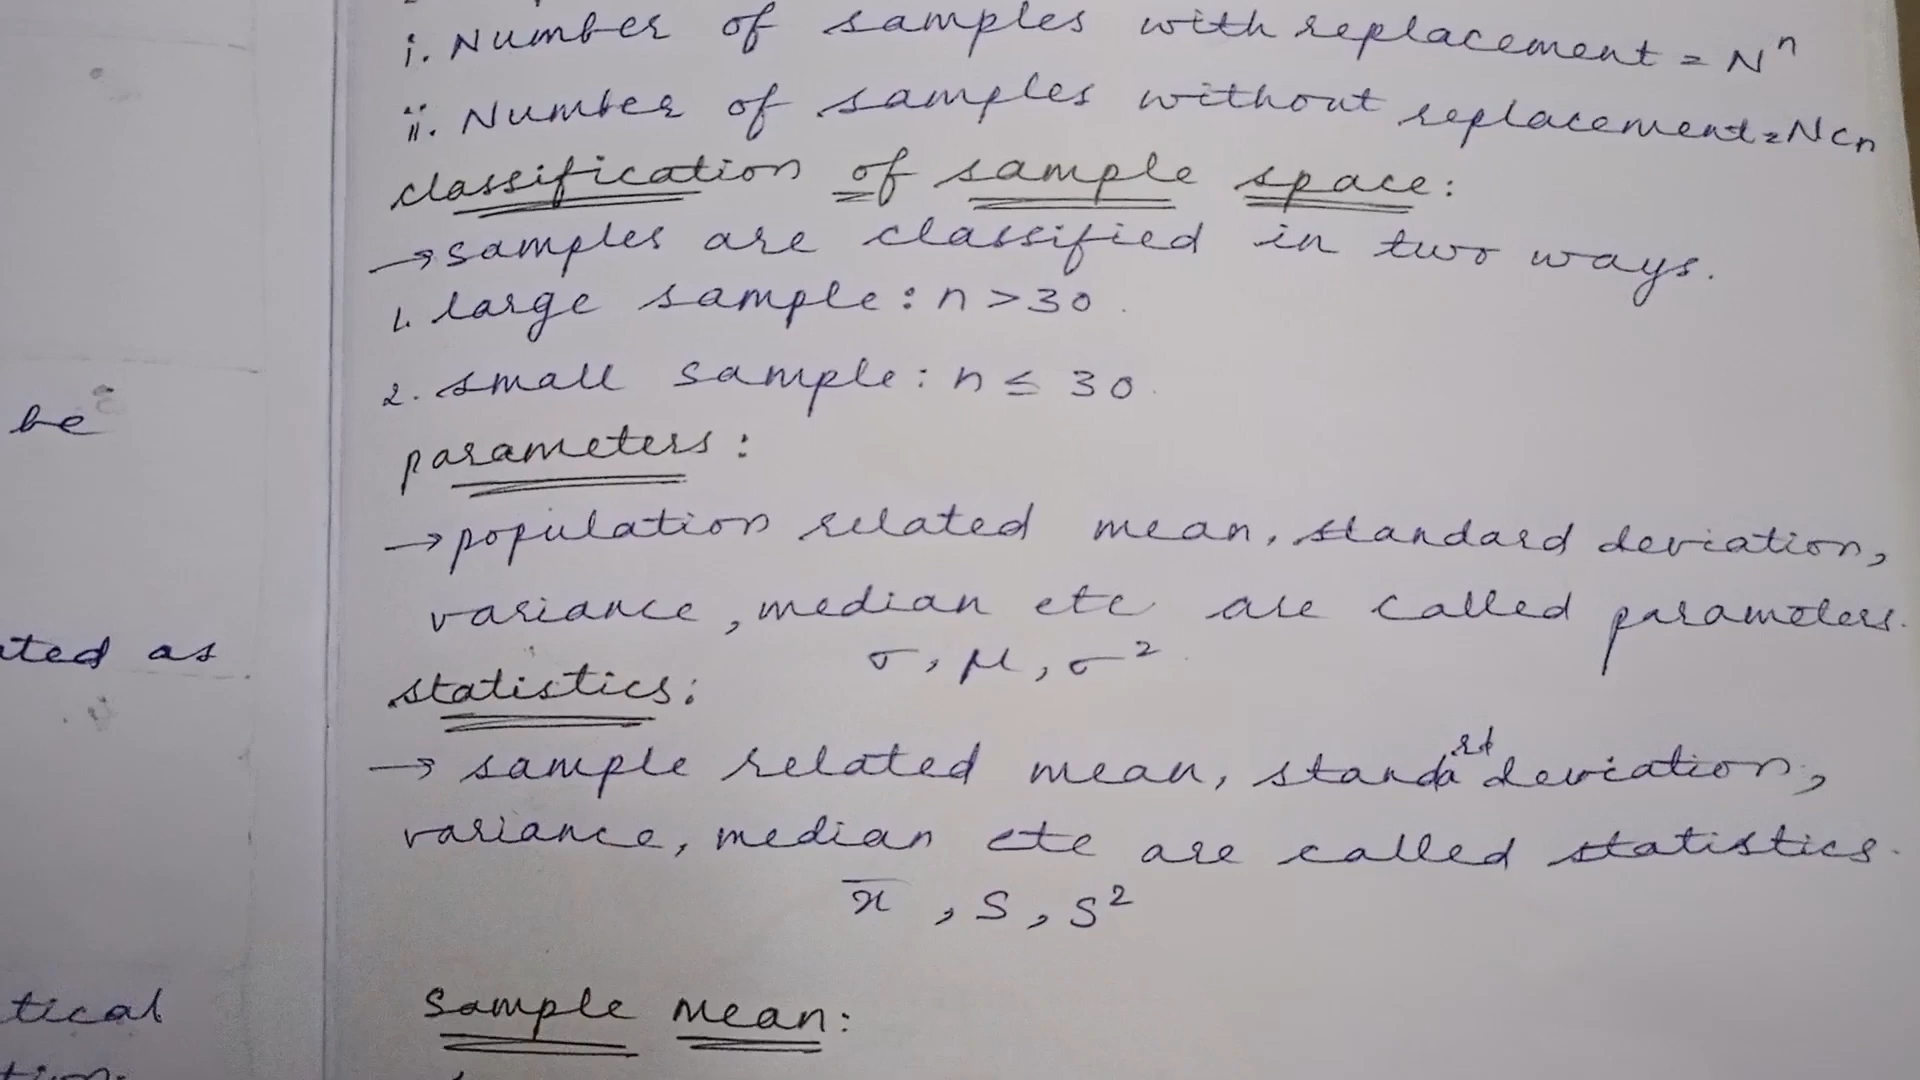 be
ated as
tical
tion.
i. Number of samples with replacement = Nⁿ
ii. Number of samples without replacement = Ncₙ
classification of sample space:
→ samples are classified in two ways.
1. large sample: n > 30.
2. small sample: n ≤ 30.
parameters:
→ population related mean, standard deviation,
variance, median etc are called parameters.
σ, μ, σ²
statistics:
→ sample related mean, standard deviation,
variance, median etc are called statistics.
x̄, S, S²
Sample Mean: